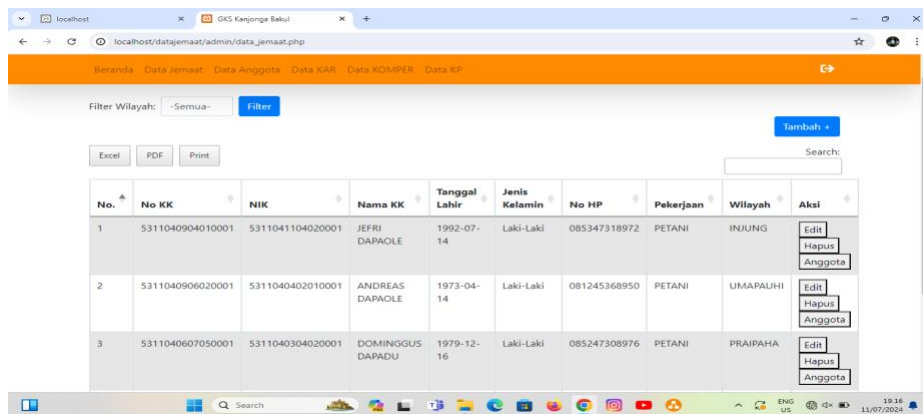 localhost
GKS Kanjonga Bakul
localhost/datajemaat/admin/data_jemaat.php
Beranda Data Jemaat Data Anggota Data KAR Data KOMPER Data KP
Filter Wilayah: -Semua- Filter
Tambah +
Excel PDF Print
Search:
No. No KK NIK Nama KK Tanggal Lahir Jenis Kelamin No HP Pekerjaan Wilayah Aksi
1 5311040904010001 5311041104020001 JEFRI DAPAOLE 1992-07-14 Laki-Laki 085347318972 PETANI INJUNG Edit Hapus Anggota
2 5311040906020001 5311040402010001 ANDREAS DAPAOLE 1973-04-14 Laki-Laki 081245368950 PETANI UMAPAUHI Edit Hapus Anggota
3 5311040607050001 5311040304020001 DOMINGGUS DAPADU 1979-12-16 Laki-Laki 085247308976 PETANI PRAIPAHA Edit Hapus Anggota
Search
ENG US
19.16
11/07/2024